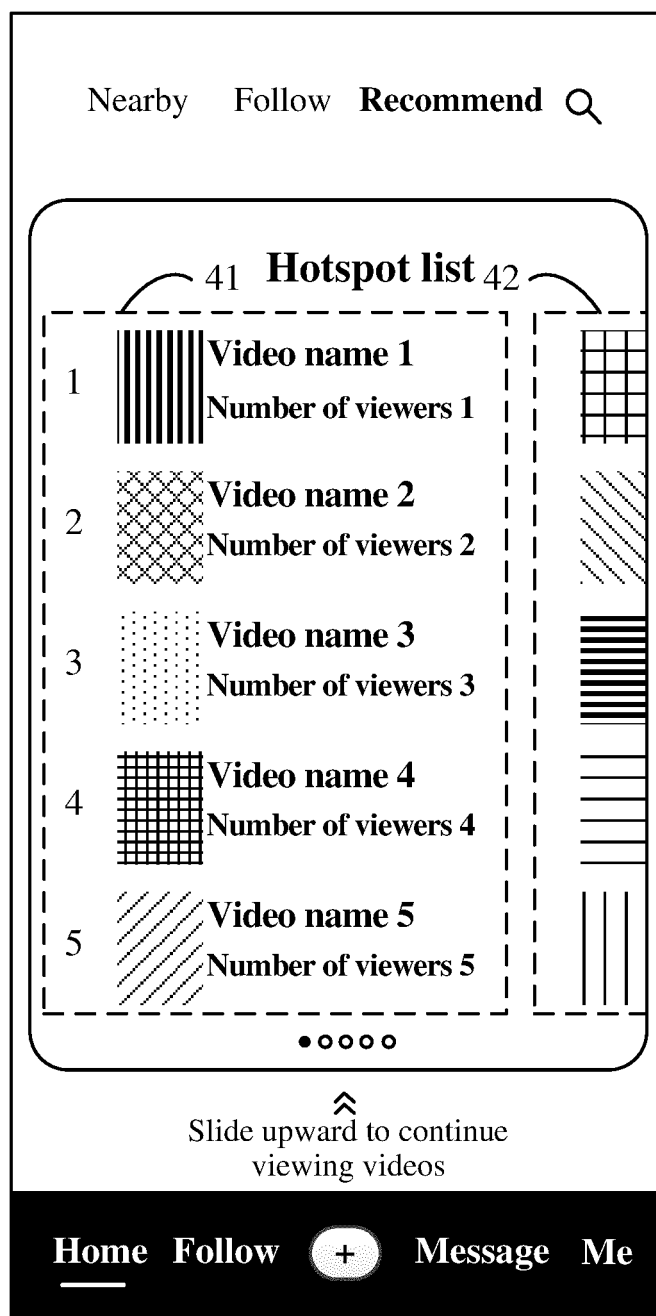 Nearby Follow Recommend
41 Hotspot list 42
1 Video name 1
Number of viewers 1
2 Video name 2
Number of viewers 2
3 Video name 3
Number of viewers 3
4 Video name 4
Number of viewers 4
5 Video name 5
Number of viewers 5
Slide upward to continue
viewing videos
Home Follow + Message Me